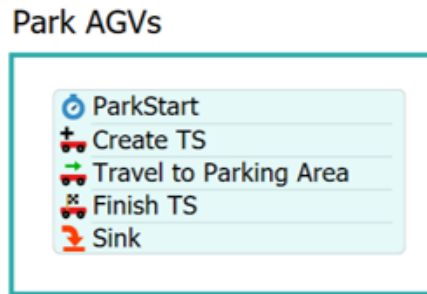 Park AGVs
ParkStart
Create TS
Travel to Parking Area
Finish TS
Sink